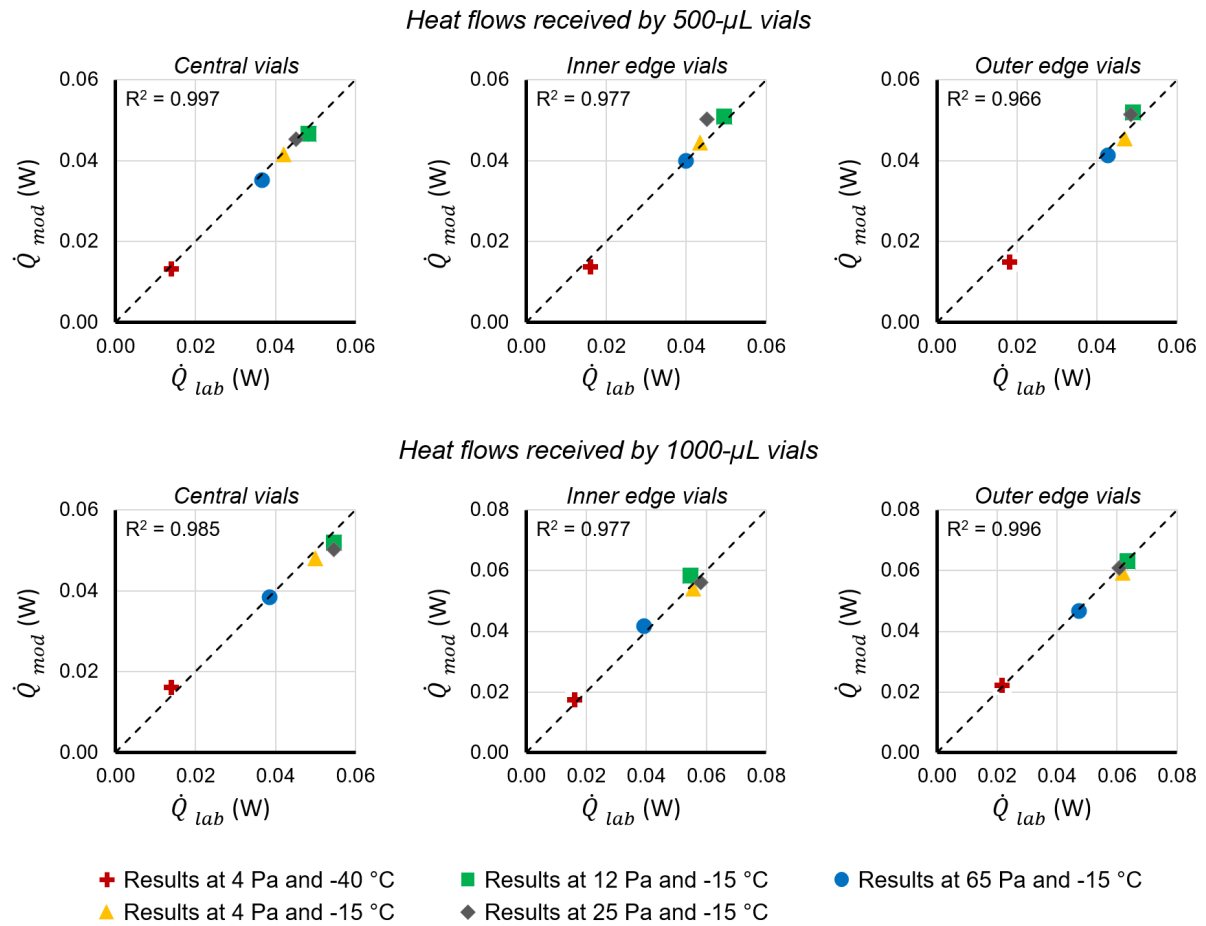 Heat flows received by 500-µL vials
Central vials
R² = 0.997
0.06
0.04
0.02
0.00
Q̇ mod (W)
0.00 0.02 0.04 0.06
Q̇ lab (W)
Inner edge vials
R² = 0.977
0.06
0.04
0.02
0.00
Q̇ mod (W)
0.00 0.02 0.04 0.06
Q̇ lab (W)
Outer edge vials
R² = 0.966
0.06
0.04
0.02
0.00
Q̇ mod (W)
0.00 0.02 0.04 0.06
Q̇ lab (W)
Heat flows received by 1000-µL vials
Central vials
R² = 0.985
0.06
0.04
0.02
0.00
Q̇ mod (W)
0.00 0.02 0.04 0.06
Q̇ lab (W)
Inner edge vials
R² = 0.977
0.08
0.06
0.04
0.02
0.00
Q̇ mod (W)
0.00 0.02 0.04 0.06 0.08
Q̇ lab (W)
Outer edge vials
R² = 0.996
0.08
0.06
0.04
0.02
0.00
Q̇ mod (W)
0.00 0.02 0.04 0.06 0.08
Q̇ lab (W)
Results at 4 Pa and -40 °C
Results at 12 Pa and -15 °C
Results at 65 Pa and -15 °C
Results at 4 Pa and -15 °C
Results at 25 Pa and -15 °C